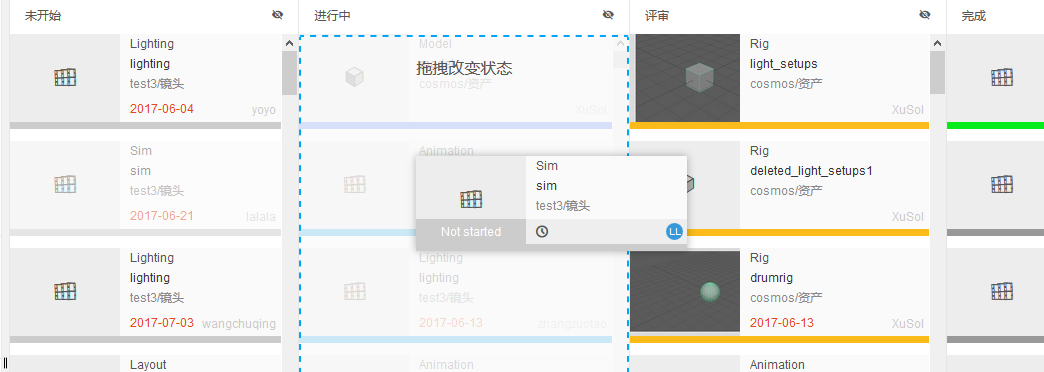 未开始
Lighting
lighting
test3/镜头
2017-06-04 yoyo
Sim
sim
test3/镜头
2017-06-21 lalala
Lighting
lighting
test3/镜头
2017-07-03 wangchuqing
Layout
进行中
Model
拖拽改变状态
cosmos/资产
XuSol
Animation
Sim
sim
test3/镜头
Not started
LL
Lighting
lighting
test3/镜头
2017-06-13 zhangzuotao
Animation
评审
Rig
light_setups
cosmos/资产
XuSol
Rig
deleted_light_setups1
cosmos/资产
XuSol
Rig
drumrig
cosmos/资产
2017-06-13 XuSol
Animation
完成